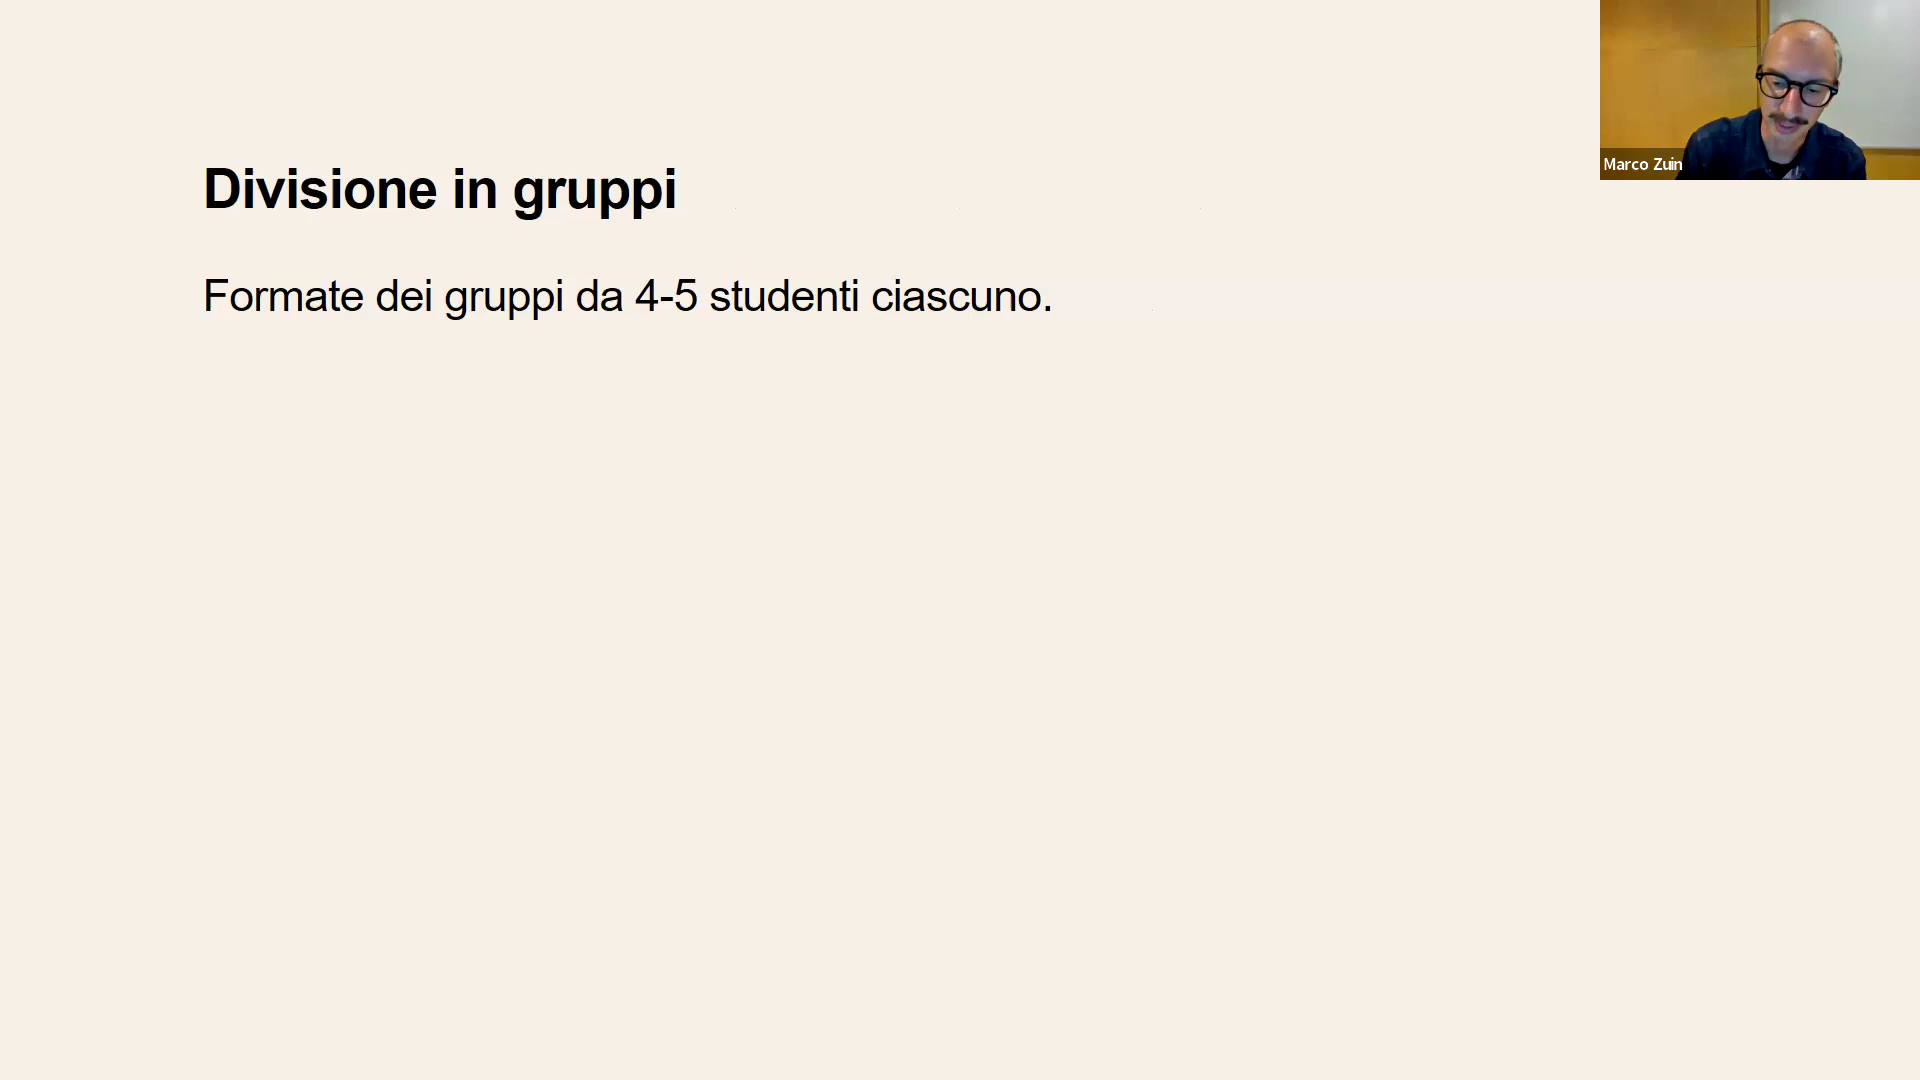 Divisione in gruppi
Formate dei gruppi da 4-5 studenti ciascuno.
Marco Zuin